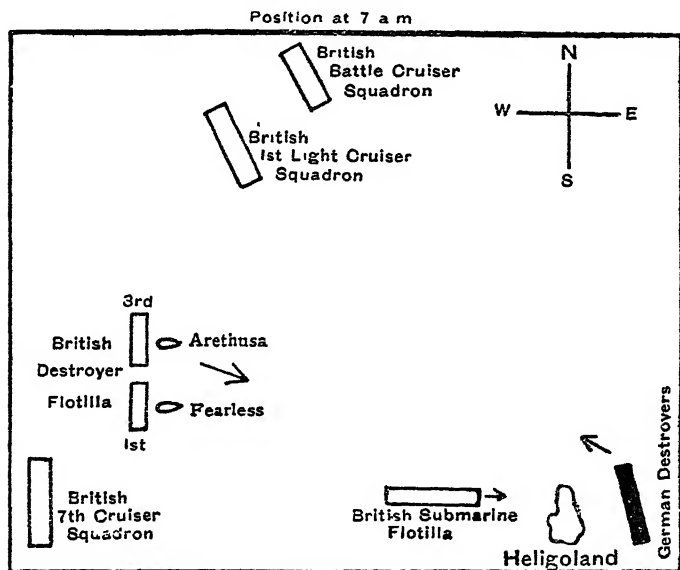 Position at 7 a m
British
Battle Cruiser
Squadron
N
W
E
S
British
1st Light Cruiser
Squadron
3rd
British
Destroyer
Flotilla
1st
Arethusa
Fearless
British
7th Cruiser
Squadron
British Submarine
Flotilla
Heligoland
German Destroyers